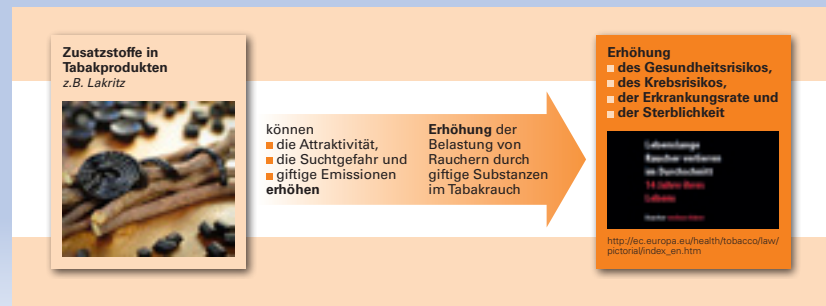 Zusatzstoffe in
Tabakprodukten
z.B. Lakritz
können
die Attraktivität,
die Suchtgefahr und
giftige Emissionen
erhöhen
Erhöhung der
Belastung von
Rauchern durch
giftige Substanzen
im Tabakrauch
Erhöhung
des Gesundheitsrisikos,
des Krebsrisikos,
der Erkrankungsrate und
der Sterblichkeit
Lebenslange
Raucher verlieren
im Durchschnitt
14 Jahre ihres
Lebens
http://ec.europa.eu/health/tobacco/law/
pictorial/index_en.htm